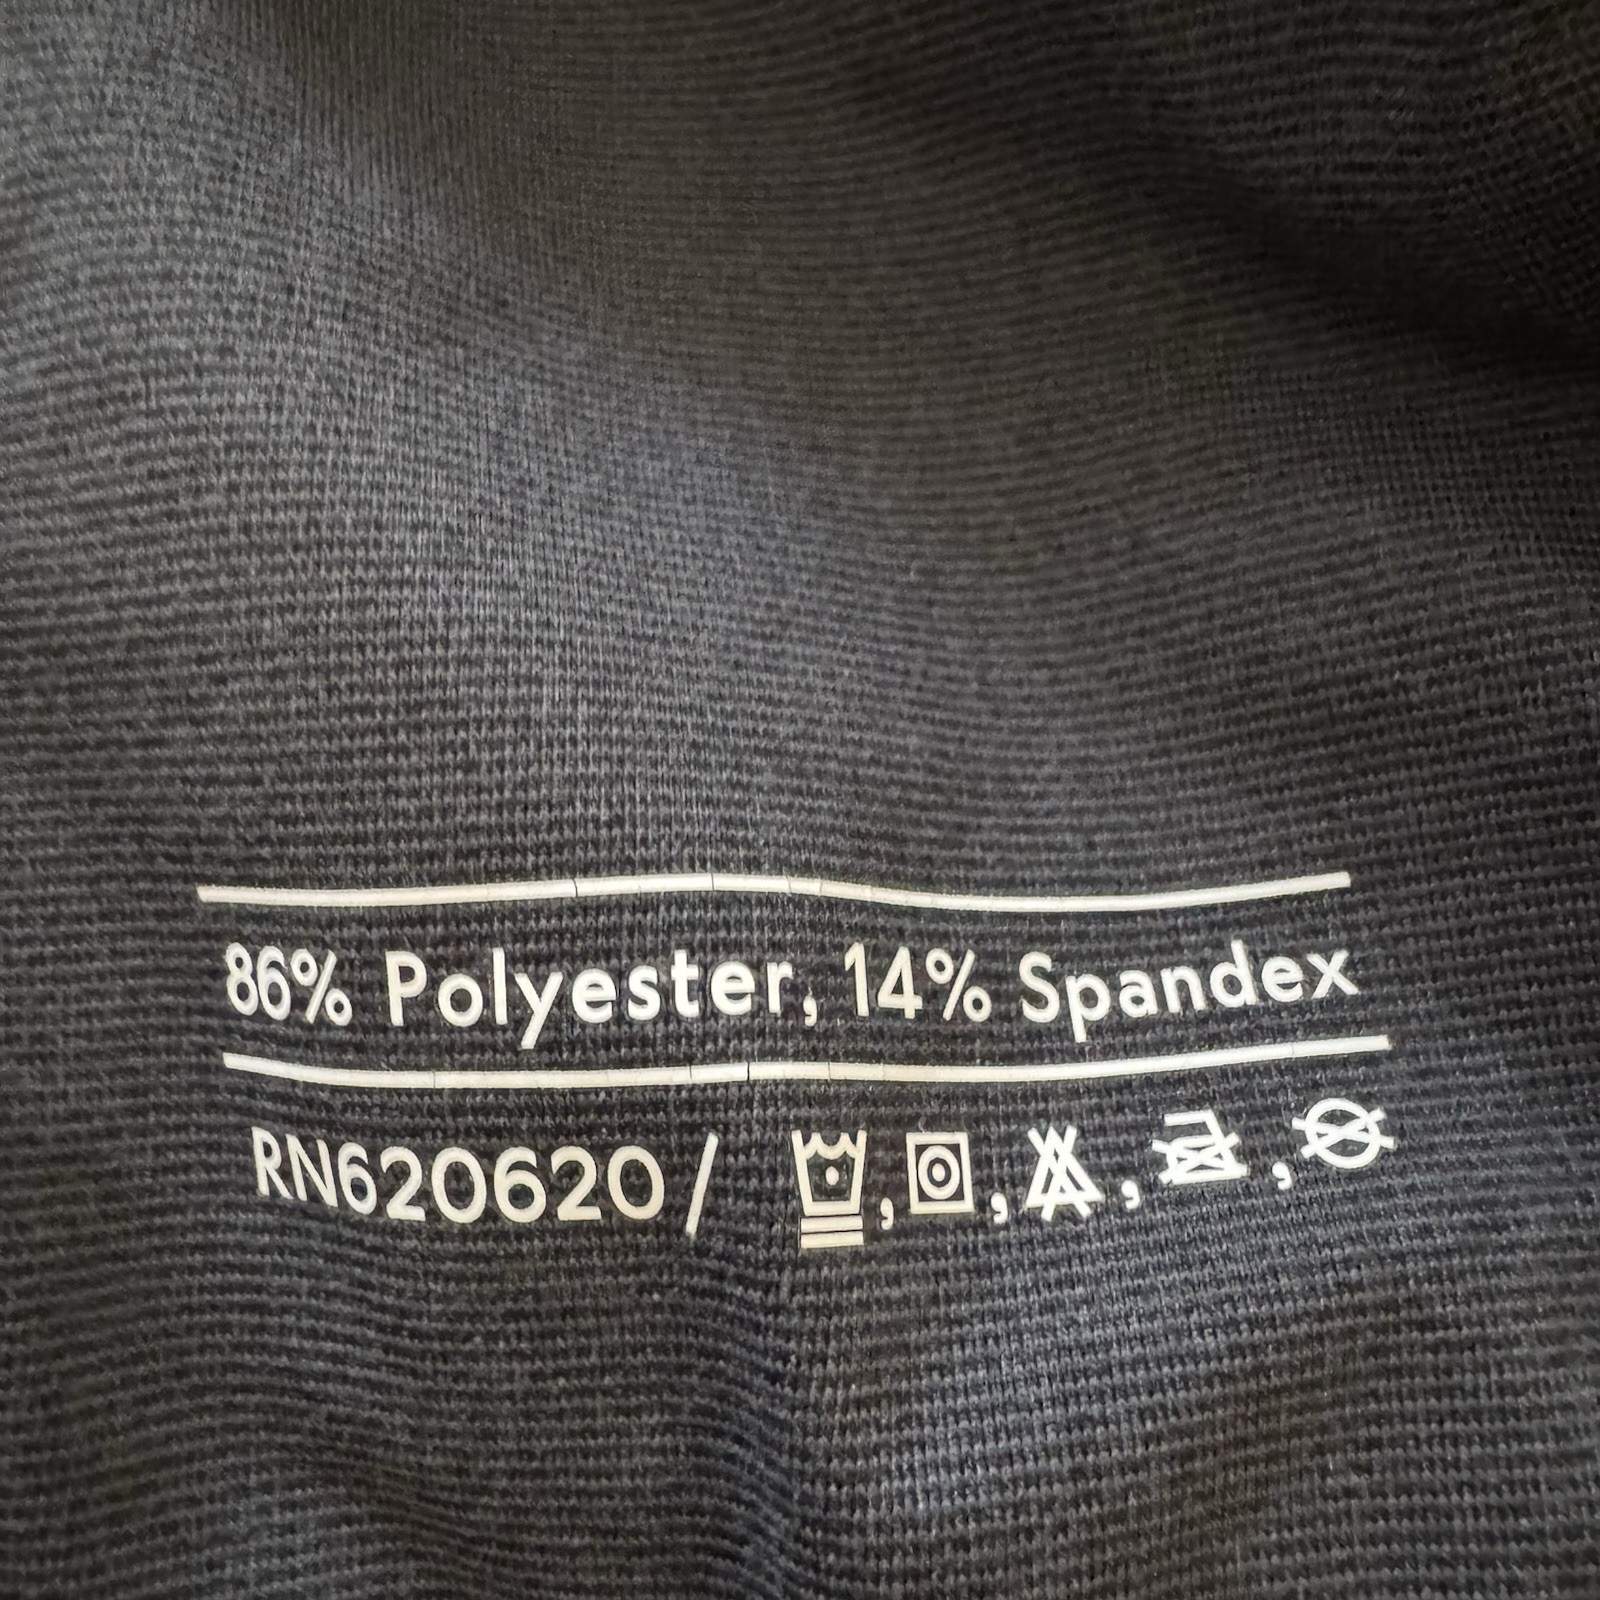 86% Polyester, 14% Spandex
RN620620 /